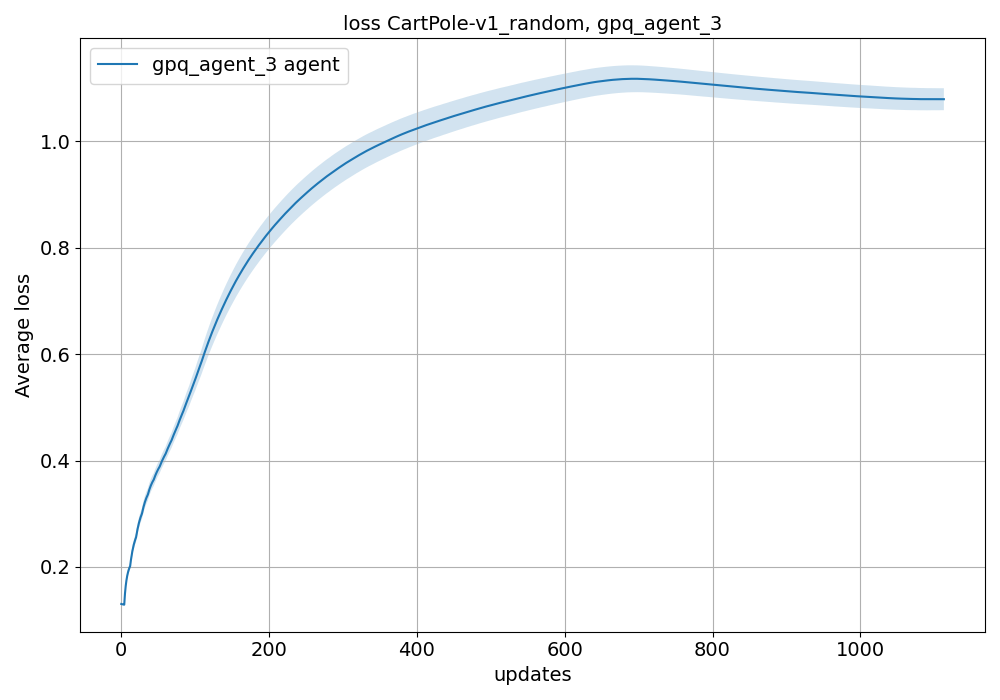 loss CartPole-v1_random, gpq_agent_3
gpq_agent_3 agent
Average loss
1.0
0.8
0.6
0.4
0.2
0 200 400 600 800 1000
updates